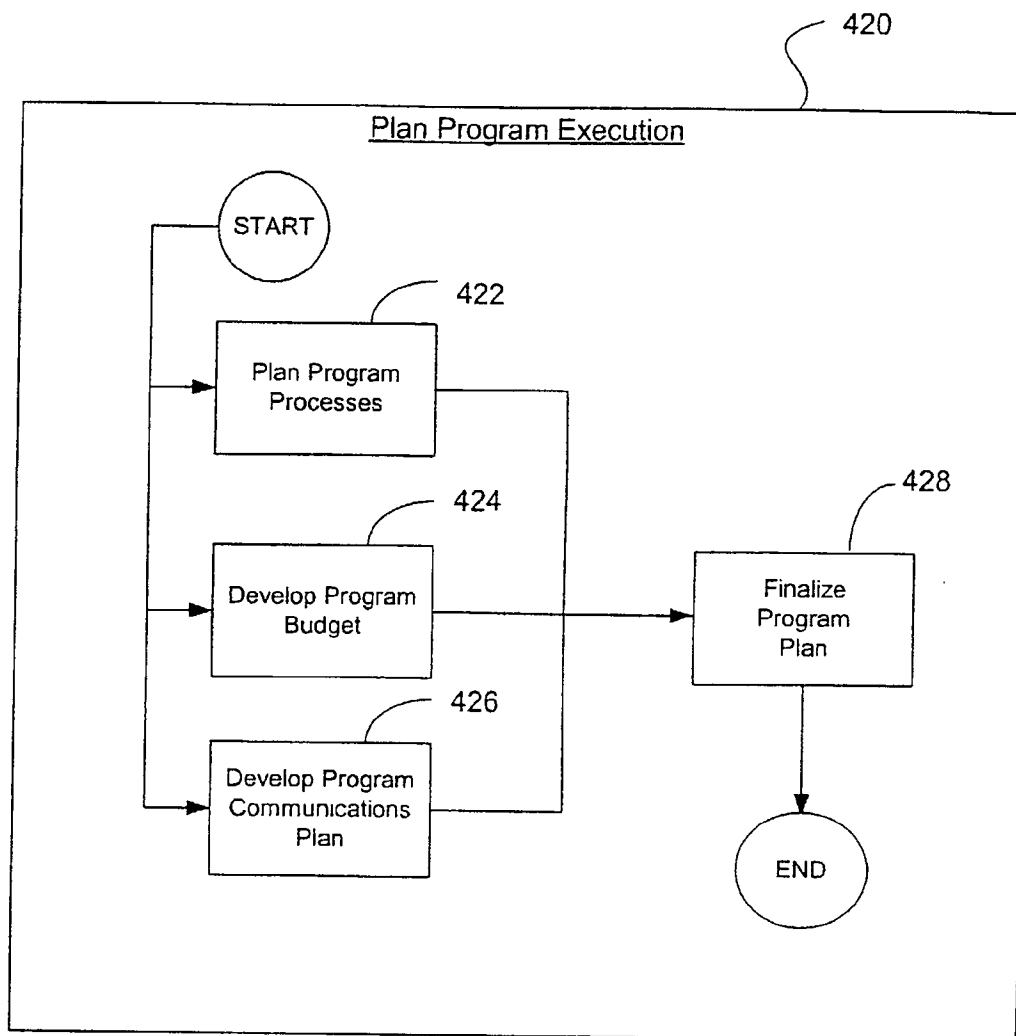 420
Plan Program Execution
START
422
Plan Program
Processes
424
Develop Program
Budget
426
Develop Program
Communications
Plan
428
Finalize
Program
Plan
END